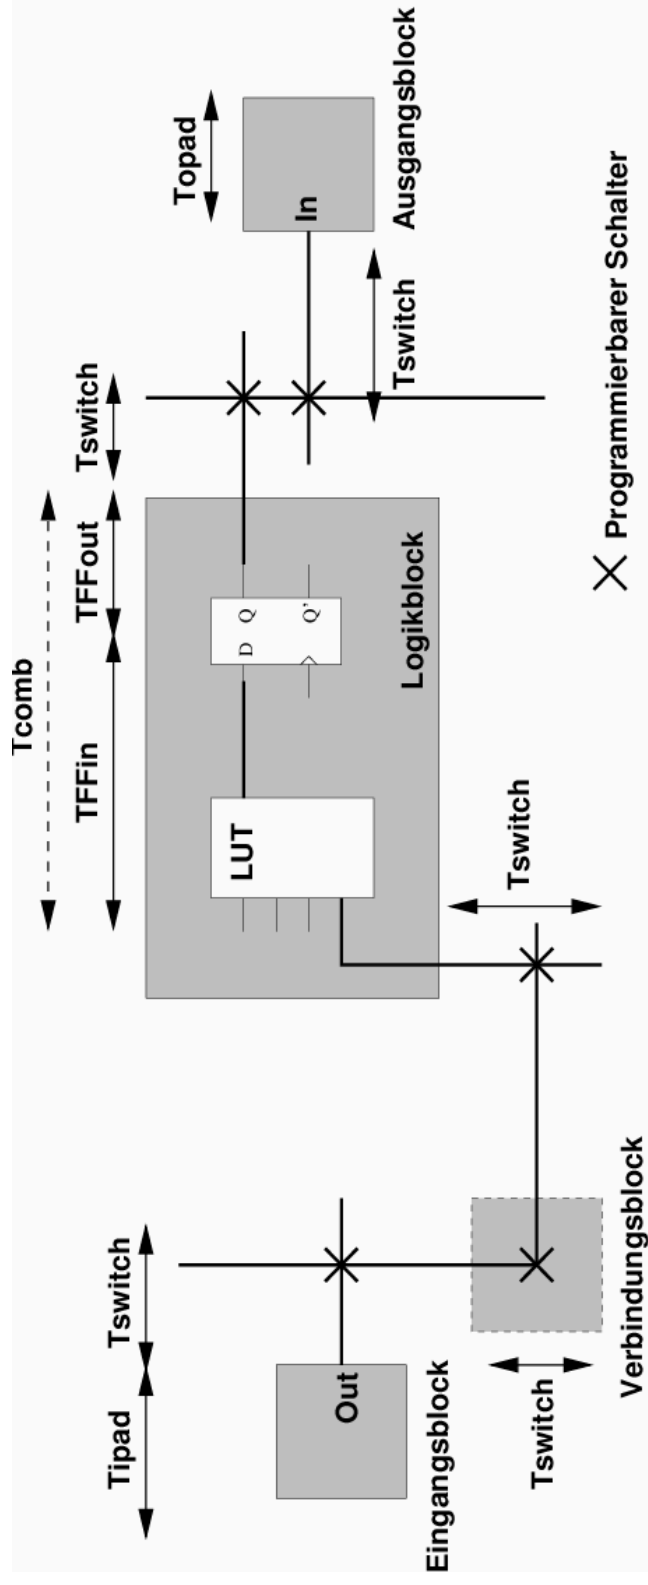 Tcomb
TFFin
TFFout
Tswitch
Topad
Tipad
Tswitch
LUT
D
Q
Q'
In
Out
Tswitch
Ausgangsblock
Logikblock
Eingangsblock
Tswitch
Tswitch
Verbindungsblock
Programmierbarer Schalter